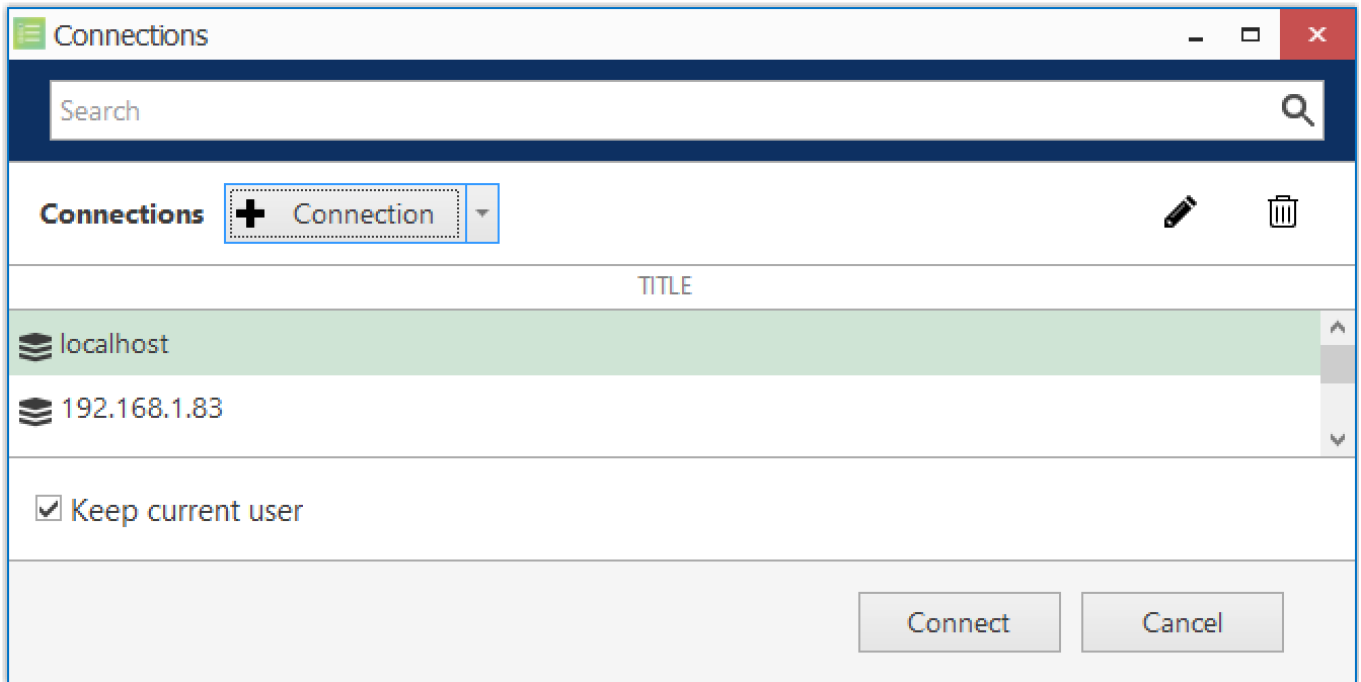 Connections
Search
Connections Connection
TITLE
localhost
192.168.1.83
Keep current user
Connect Cancel